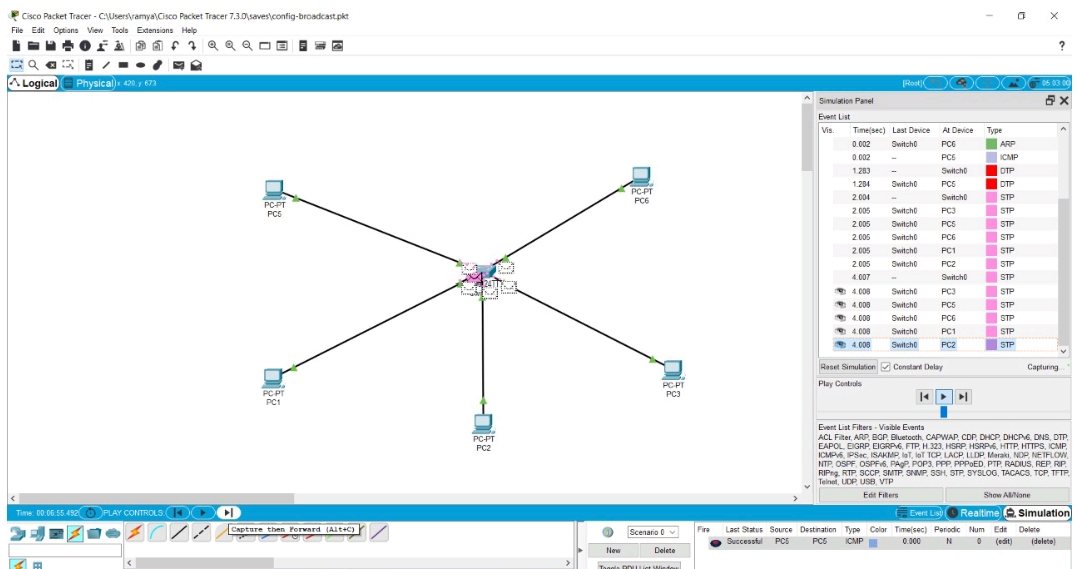 Cisco Packet Tracer - C:\Users\ramya\Cisco Packet Tracer 7.3.0\saves\config-broadcast.pkt
File Edit Options View Tools Extensions Help
?
Logical Physical x: 420, y: 673 [Root] 05:03:00
Simulation Panel
Event List
Vis. Time(sec) Last Device At Device Type
0.002 Switch0 PC6 ARP
0.002 -- PC5 ICMP
1.283 -- Switch0 DTP
1.284 Switch0 PC5 DTP
2.004 -- Switch0 STP
2.005 Switch0 PC3 STP
2.005 Switch0 PC5 STP
2.005 Switch0 PC6 STP
2.005 Switch0 PC1 STP
2.005 Switch0 PC2 STP
4.007 -- Switch0 STP
4.008 Switch0 PC3 STP
4.008 Switch0 PC5 STP
4.008 Switch0 PC6 STP
4.008 Switch0 PC1 STP
4.008 Switch0 PC2 STP
Reset Simulation Constant Delay Capturing...
Play Controls
Event List Filters - Visible Events
ACL Filter, ARP, BGP, Bluetooth, CAPWAP, CDP, DHCP, DHCPv6, DNS, DTP,
EAPOL, EIGRP, EIGRPv6, FTP, H.323, HSRP, HSRPv6, HTTP, HTTPS, ICMP,
ICMPv6, IPSec, ISAKMP, IoT, IoT TCP, LACP, LLDP, Meraki, NDP, NETFLOW,
NTP, OSPF, OSPFv6, PAgP, POP3, PPP, PPPoED, PTP, RADIUS, REP, RIP,
RIPng, RTP, SCCP, SMTP, SNMP, SSH, STP, SYSLOG, TACACS, TCP, TFTP,
Telnet, UDP, USB, VTP
Edit Filters Show All/None
PC-PT
PC5
PC-PT
PC6
PC-PT
PC1
PC-PT
PC3
PC-PT
PC2
Time: 00:06:55.492 PLAY CONTROLS: Event List Realtime Simulation
Capture then Forward (Alt+C)
Scenario 0
New Delete
Toggle PDU List Window
Fire Last Status Source Destination Type Color Time(sec) Periodic Num Edit Delete
Successful PC5 PC5 ICMP 0.000 N 0 (edit) (delete)